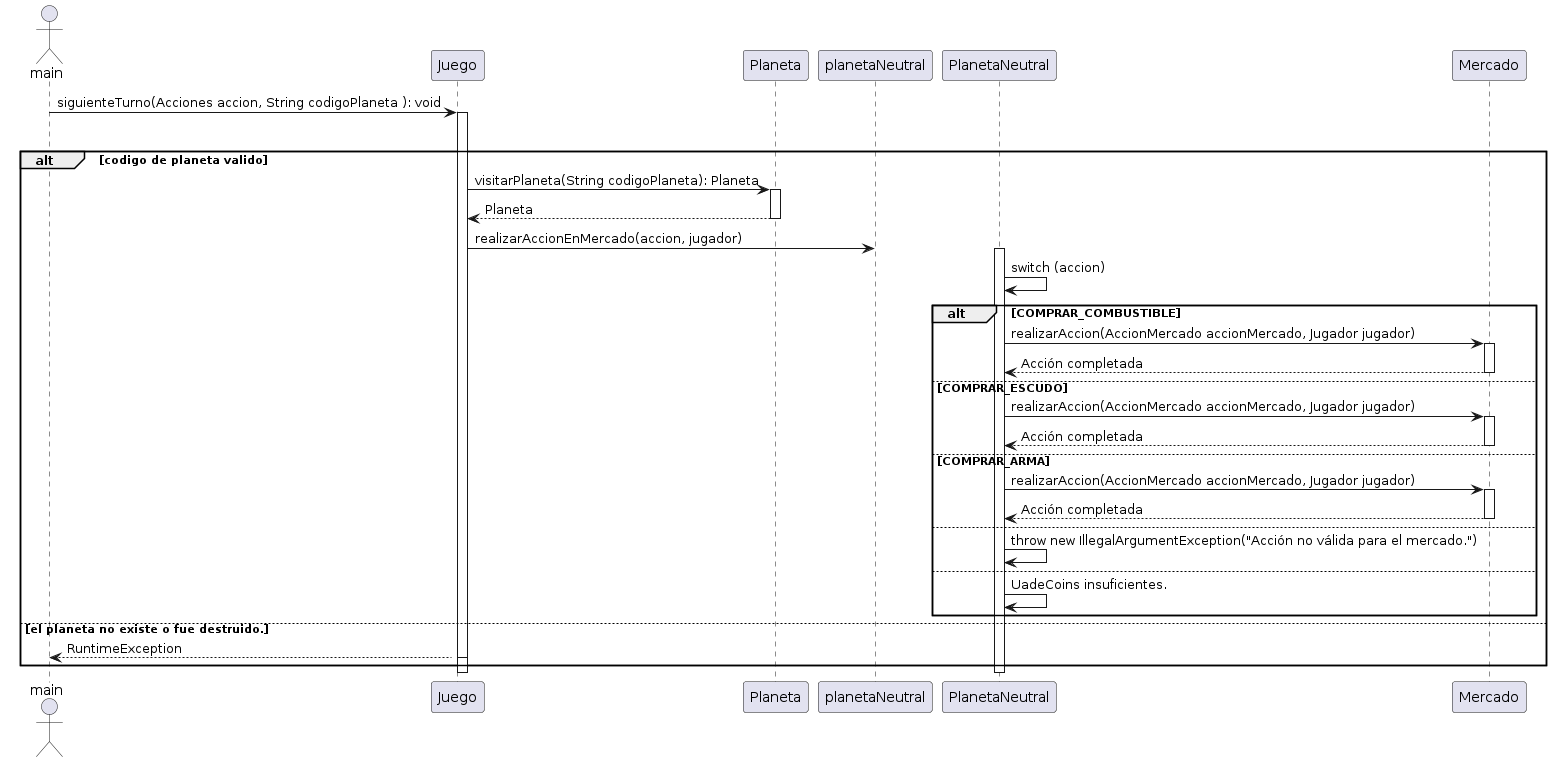 main
Juego
Planeta
planetaNeutral
PlanetaNeutral
Mercado
siguienteTurno(Acciones accion, String codigoPlaneta ): void
alt
[codigo de planeta valido]
visitarPlaneta(String codigoPlaneta): Planeta
Planeta
realizarAccionEnMercado(accion, jugador)
switch (accion)
alt
[COMPRAR_COMBUSTIBLE]
realizarAccion(AccionMercado accionMercado, Jugador jugador)
Acción completada
[COMPRAR_ESCUDO]
realizarAccion(AccionMercado accionMercado, Jugador jugador)
Acción completada
[COMPRAR_ARMA]
realizarAccion(AccionMercado accionMercado, Jugador jugador)
Acción completada
throw new IllegalArgumentException("Acción no válida para el mercado.")
UadeCoins insuficientes.
[el planeta no existe o fue destruido.]
RuntimeException
main
Juego
Planeta
planetaNeutral
PlanetaNeutral
Mercado